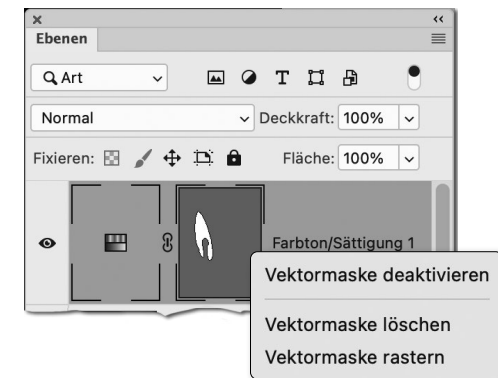 Ebenen
Art
Normal
Deckkraft: 100%
Fixieren:
Fläche: 100%
Farbton/Sättigung 1
Vektormaske deaktivieren
Vektormaske löschen
Vektormaske rastern